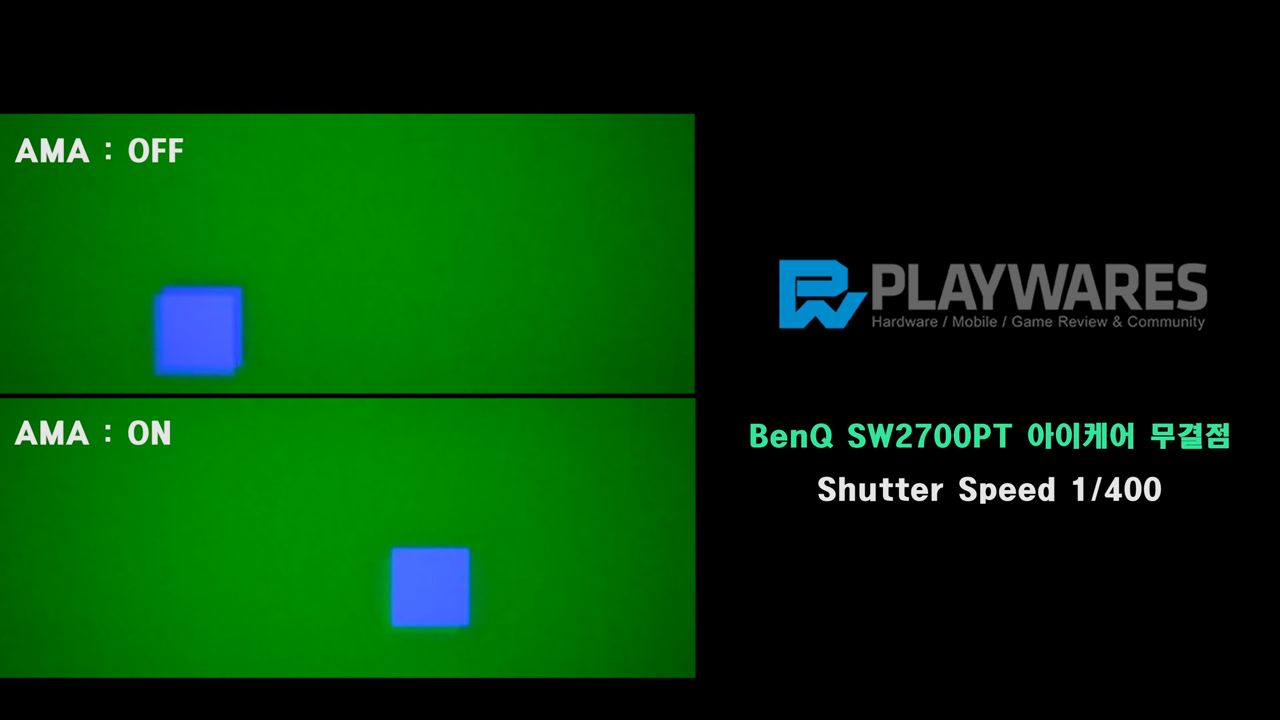 AMA : OFF
AMA : ON
PLAYWARES
Hardware / Mobile / Game Review & Community
BenQ SW2700PT 아이케어 무결점
Shutter Speed 1/400